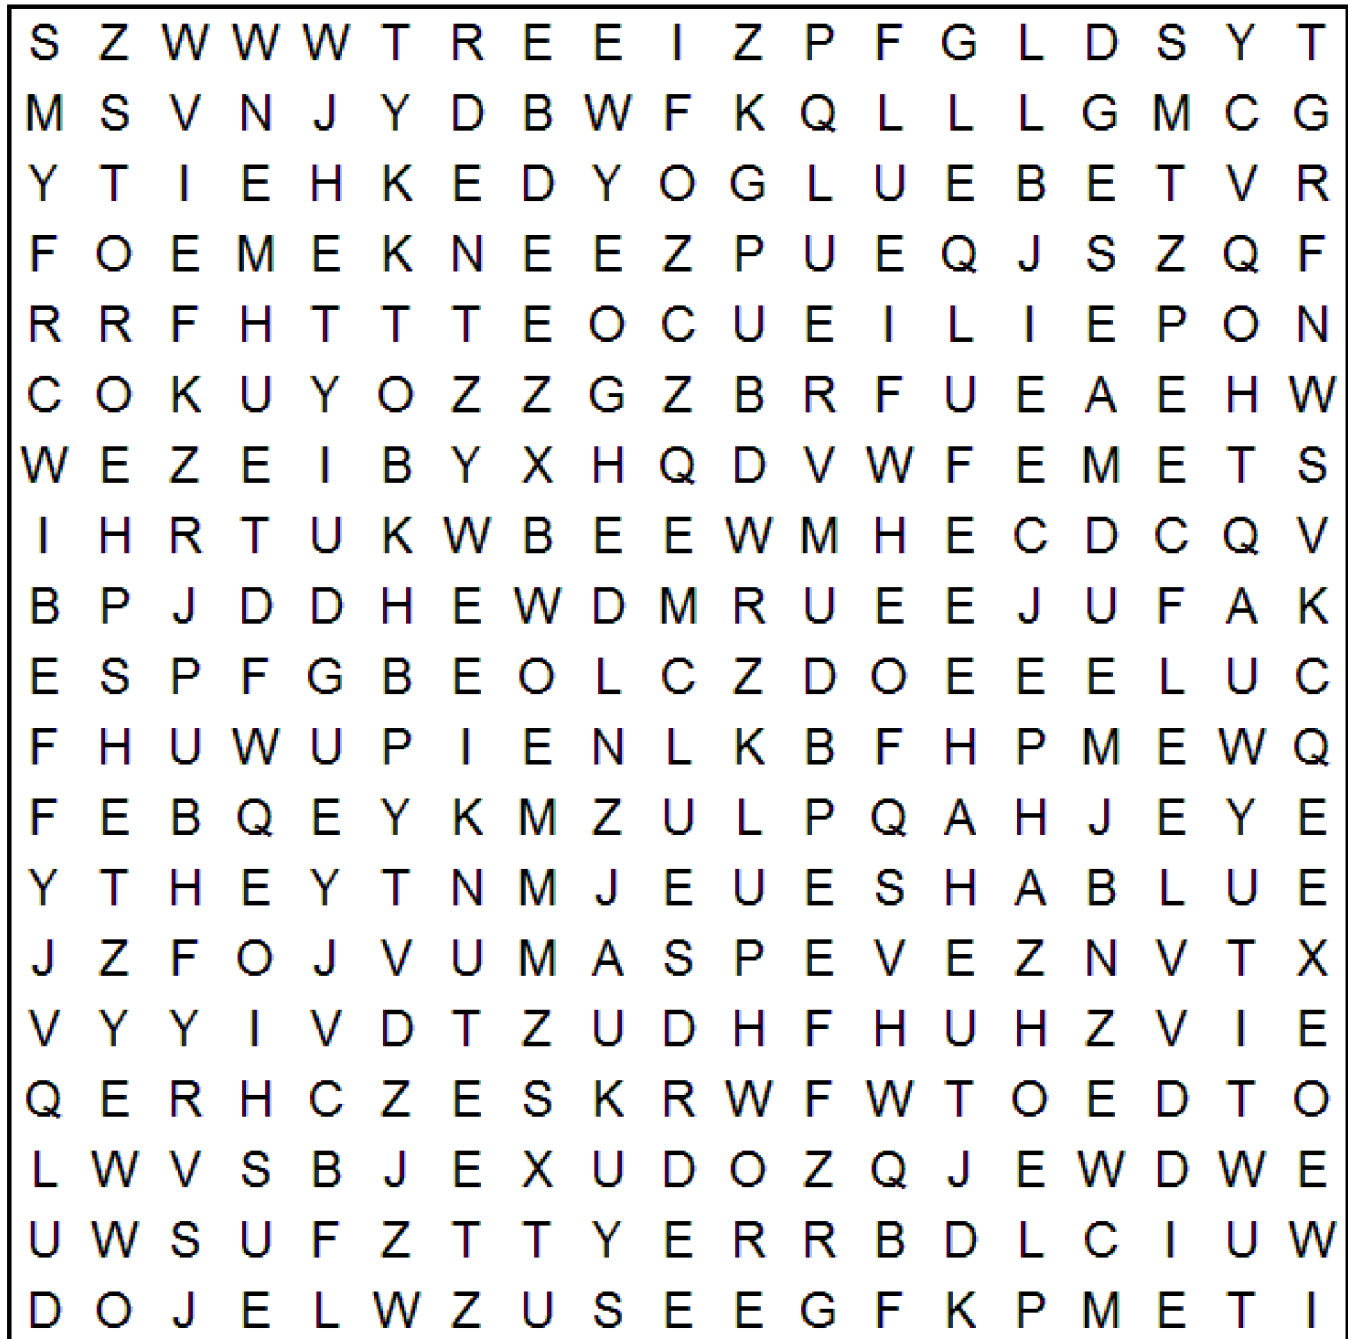 S Z W W W T R E E I Z P F G L D S Y T
M S V N J Y D B W F K Q L L L G M C G
Y T I E H K E D Y O G L U E B E T V R
F O E M E K N E E Z P U E Q J S Z Q F
R R F H T T T E O C U E I L I E P O N
C O K U Y O Z Z G Z B R F U E A E H W
W E Z E I B Y X H Q D V W F E M E T S
I H R T U K W B E E W M H E C D C Q V
B P J D D H E W D M R U E E J U F A K
E S P F G B E O L C Z D O E E E L U C
F H U W U P I E N L K B F H P M E W Q
F E B Q E Y K M Z U L P Q A H J E Y E
Y T H E Y T N M J E U E S H A B L U E
J Z F O J V U M A S P E V E Z N V T X
V Y Y I V D T Z U D H F H U H Z V I E
Q E R H C Z E S K R W F W T O E D T O
L W V S B J E X U D O Z Q J E W D W E
U W S U F Z T T Y E R R B D L C I U W
D O J E L W Z U S E E G F K P M E T I